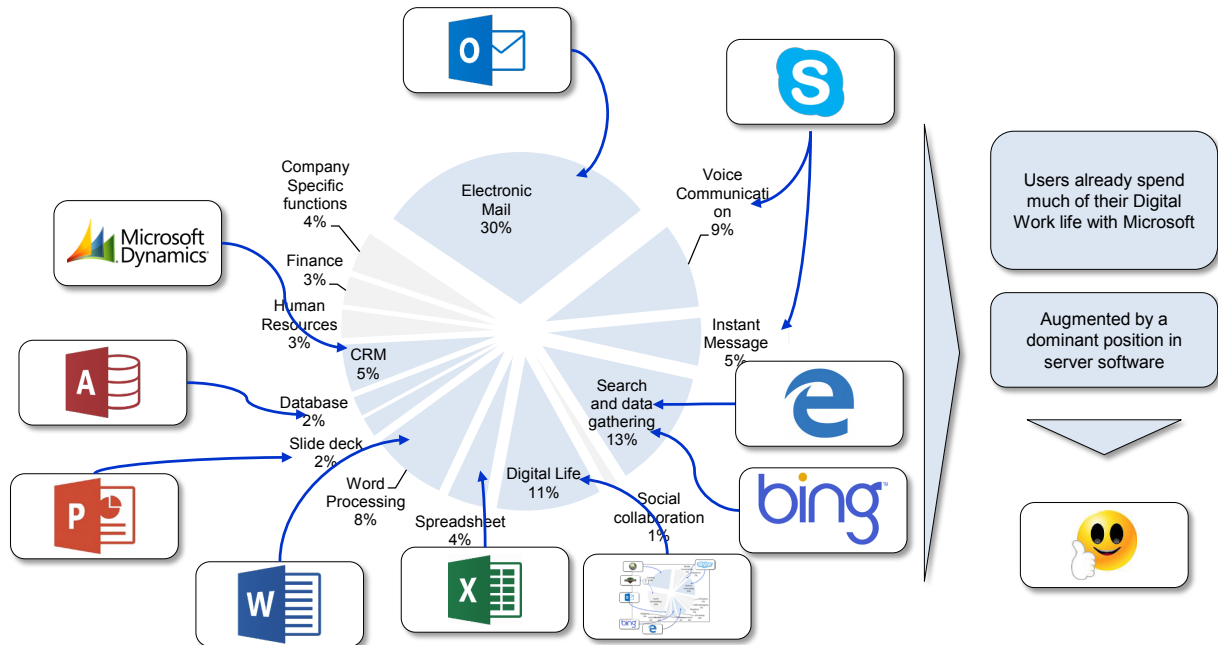 O
S
Company
Specific
functions
4%
Electronic
Mail
30%
Voice
Communicati
on
9%
Users already spend
much of their Digital
Work life with Microsoft
Microsoft
Dynamics
Finance
3%
Human
Resources
3%
Instant
Message
5%
Augmented by a
dominant position in
server software
CRM
5%
A
Database
2%
Search
and data
gathering
13%
e
Slide deck
2%
P
Word
Processing
8%
Digital Life
11%
Social
collaboration
1%
bing™
Spreadsheet
4%
W
X
bing